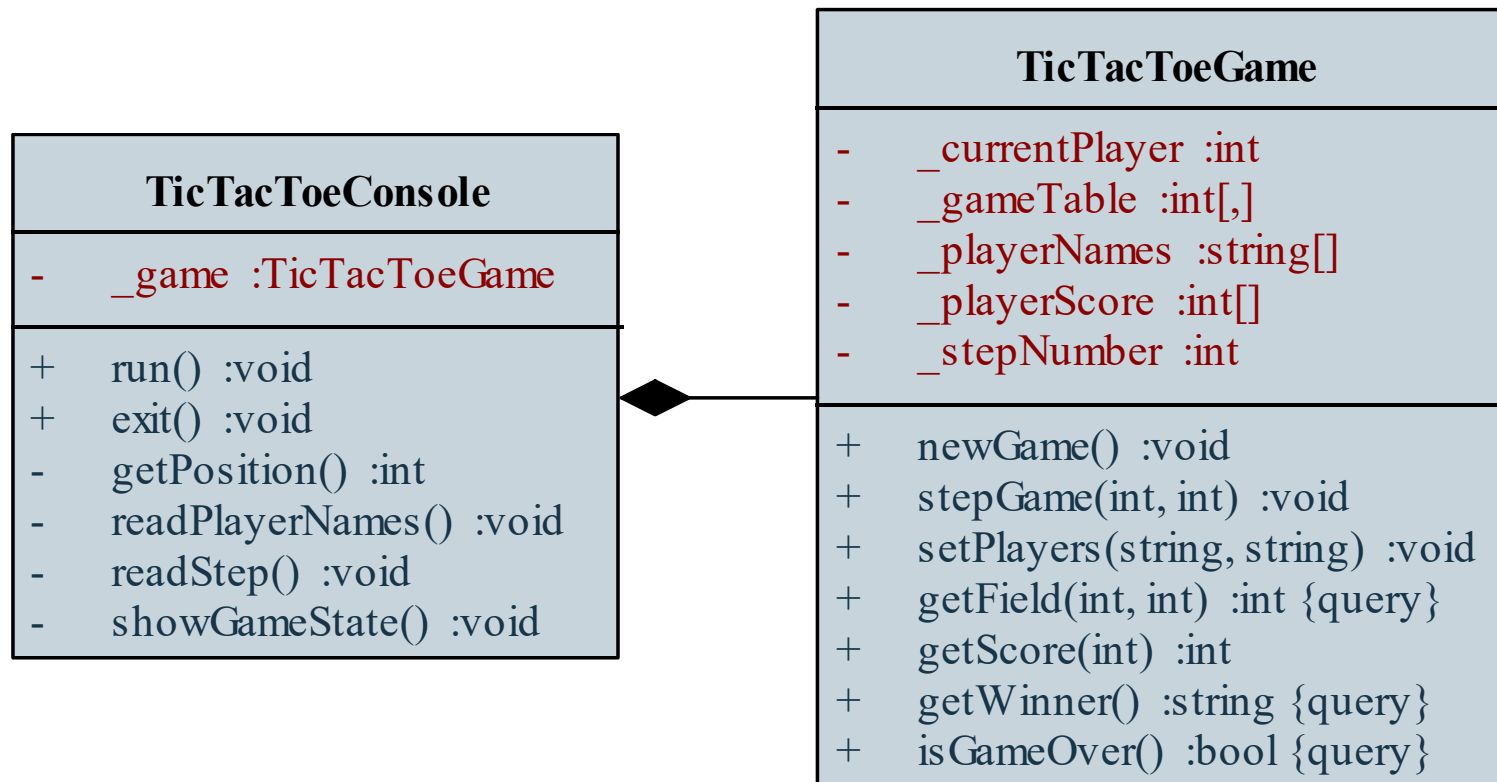 TicTacToeConsole
- _game :TicTacToeGame
+ run() :void
+ exit() :void
- getPosition() :int
- readPlayerNames() :void
- readStep() :void
- showGameState() :void
TicTacToeGame
- _currentPlayer :int
- _gameTable :int[,]
- _playerNames :string[]
- _playerScore :int[]
- _stepNumber :int
+ newGame() :void
+ stepGame(int, int) :void
+ setPlayers(string, string) :void
+ getField(int, int) :int {query}
+ getScore(int) :int
+ getWinner() :string {query}
+ isGameOver() :bool {query}